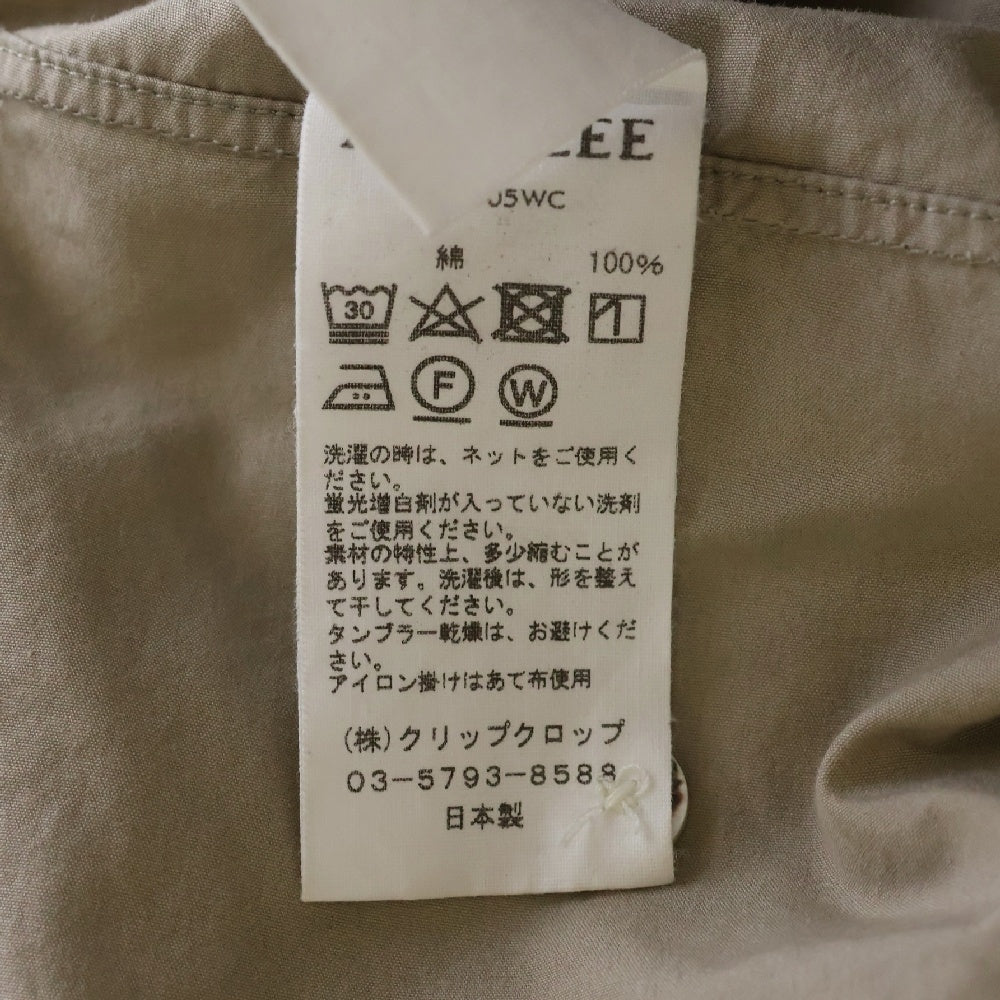 LEE
05WC
綿 100%
30
F W
洗濯の時は、ネットをご使用く
ださい。
蛍光増白剤が入っていない洗剤
をご使用ください。
素材の特性上、多少縮むことが
あります。洗濯後は、形を整え
て干してください。
タンブラー乾燥は、お避けくだ
さい。
アイロン掛けはあて布使用
(株)クリップクロップ
03-5793-8588
日本製